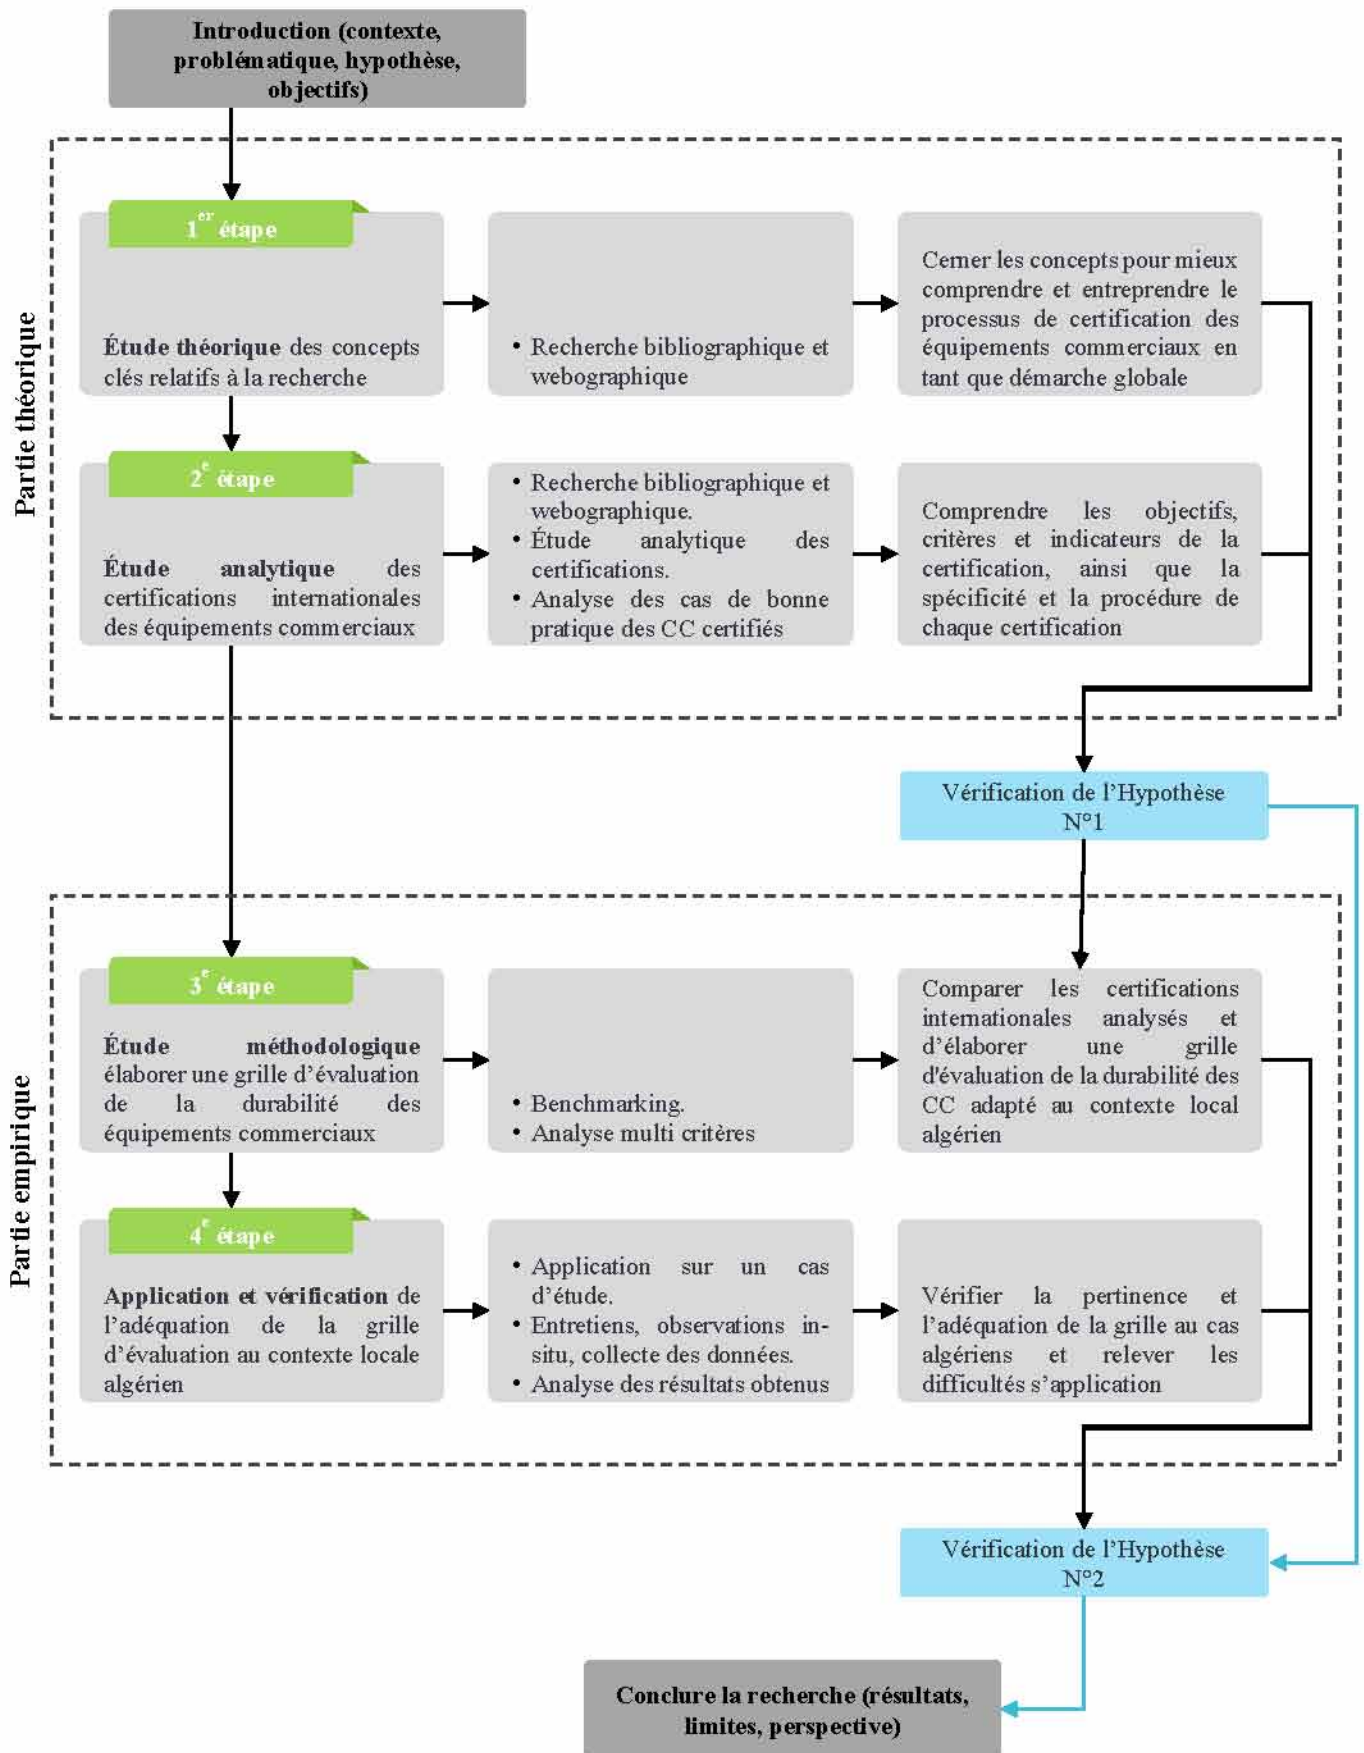 Introduction (contexte,
problématique, hypothèse,
objectifs)
Partie théorique
1er étape
Étude théorique des concepts
clés relatifs à la recherche
• Recherche bibliographique et
webographique
Cerner les concepts pour mieux
comprendre et entreprendre le
processus de certification des
équipements commerciaux en
tant que démarche globale
2e étape
Étude analytique des
certifications internationales
des équipements commerciaux
• Recherche bibliographique et
webographique.
• Étude analytique des
certifications.
• Analyse des cas de bonne
pratique des CC certifiés
Comprendre les objectifs,
critères et indicateurs de la
certification, ainsi que la
spécificité et la procédure de
chaque certification
Vérification de l’Hypothèse
N°1
Partie empirique
3e étape
Étude méthodologique
élaborer une grille d’évaluation
de la durabilité des
équipements commerciaux
• Benchmarking.
• Analyse multi critères
Comparer les certifications
internationales analysés et
d’élaborer une grille
d'évaluation de la durabilité des
CC adapté au contexte local
algérien
4e étape
Application et vérification de
l’adéquation de la grille
d’évaluation au contexte locale
algérien
• Application sur un cas
d’étude.
• Entretiens, observations in-
situ, collecte des données.
• Analyse des résultats obtenus
Vérifier la pertinence et
l’adéquation de la grille au cas
algériens et relever les
difficultés s’application
Vérification de l’Hypothèse
N°2
Conclure la recherche (résultats,
limites, perspective)